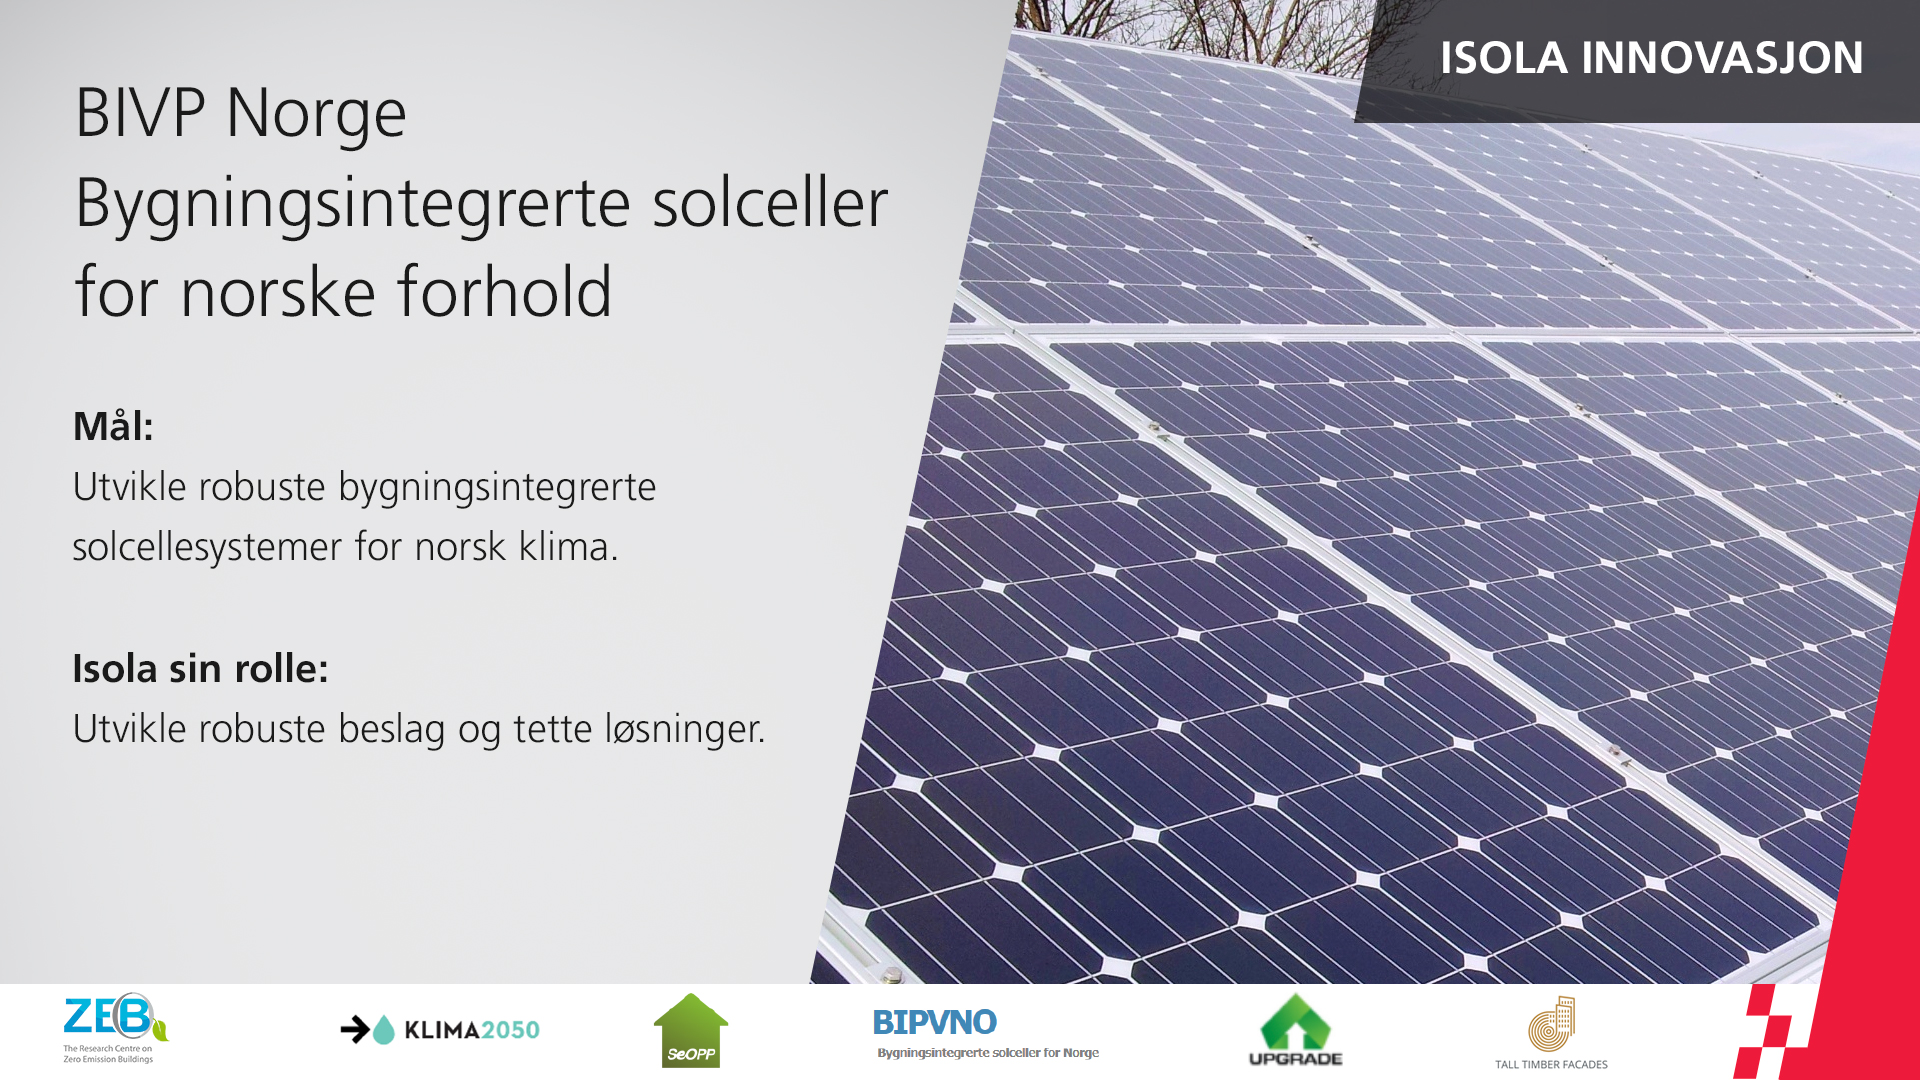 ISOLA INNOVASJON
BIVP Norge
Bygningsintegrerte solceller
for norske forhold
Mål:
Utvikle robuste bygningsintegrerte
solcellesystemer for norsk klima.
Isola sin rolle:
Utvikle robuste beslag og tette løsninger.
ZEB
The Research Centre on
Zero Emission Buildings
KLIMA2050
SeOPP
BIPVNO
Bygningsintegrerte solceller for Norge
UPGRADE
TALL TIMBER FACADES